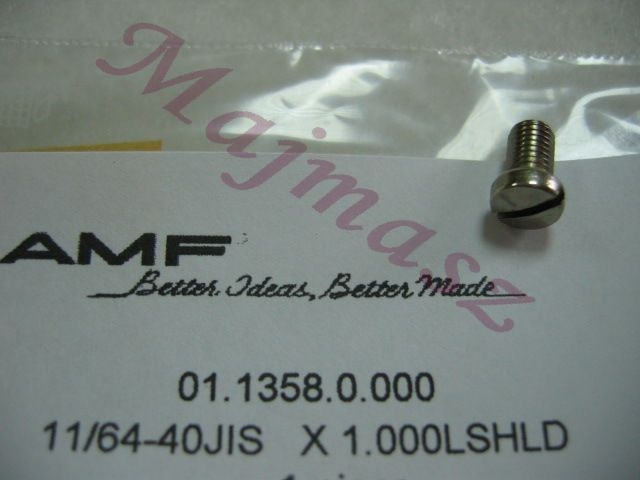 Majmasz
AMF
Better Ideas, Better Made
01.1358.0.000
11/64-40JIS X 1.000LSHLD